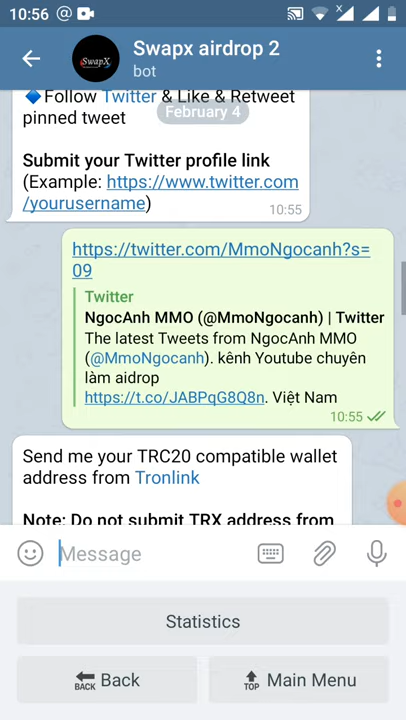 10:56
Swapx airdrop 2
bot
iSwapX
🔷Follow Twitter & Like & Retweet
pinned tweet
February 4
Submit your Twitter profile link
(Example: https://www.twitter.com
/yourusername)
10:55
https://twitter.com/MmoNgocanh?s=
09
Twitter
NgocAnh MMO (@MmoNgocanh) | Twitter
The latest Tweets from NgocAnh MMO
(@MmoNgocanh). kênh Youtube chuyên
làm aidrop
https://t.co/JABPqG8Q8n. Việt Nam
10:55
Send me your TRC20 compatible wallet
address from Tronlink
Note: Do not submit TRX address from
Message
Statistics
BACK Back
TOP Main Menu